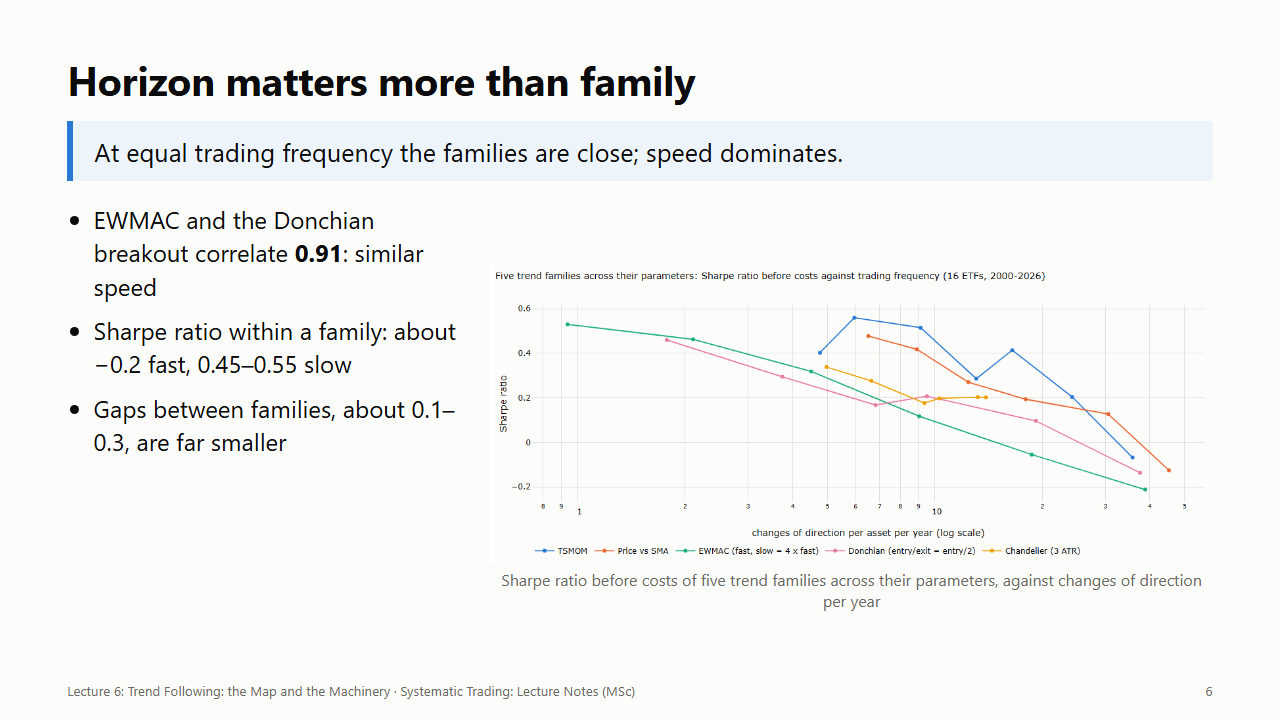 Horizon matters more than family
At equal trading frequency the families are close; speed dominates.
• EWMAC and the Donchian
breakout correlate 0.91: similar
speed
• Sharpe ratio within a family: about
−0.2 fast, 0.45–0.55 slow
• Gaps between families, about 0.1–
0.3, are far smaller
Five trend families across their parameters: Sharpe ratio before costs against trading frequency (16 ETFs, 2000-2026)
Sharpe ratio
0.6
0.4
0.2
0
−0.2
8 9 1 2 3 4 5 6 7 8 9 10 2 3 4 5
changes of direction per asset per year (log scale)
TSMOM Price vs SMA EWMAC (fast, slow = 4 x fast) Donchian (entry/exit = entry/2) Chandelier (3 ATR)
Sharpe ratio before costs of five trend families across their parameters, against changes of direction
per year
Lecture 6: Trend Following: the Map and the Machinery · Systematic Trading: Lecture Notes (MSc)
6